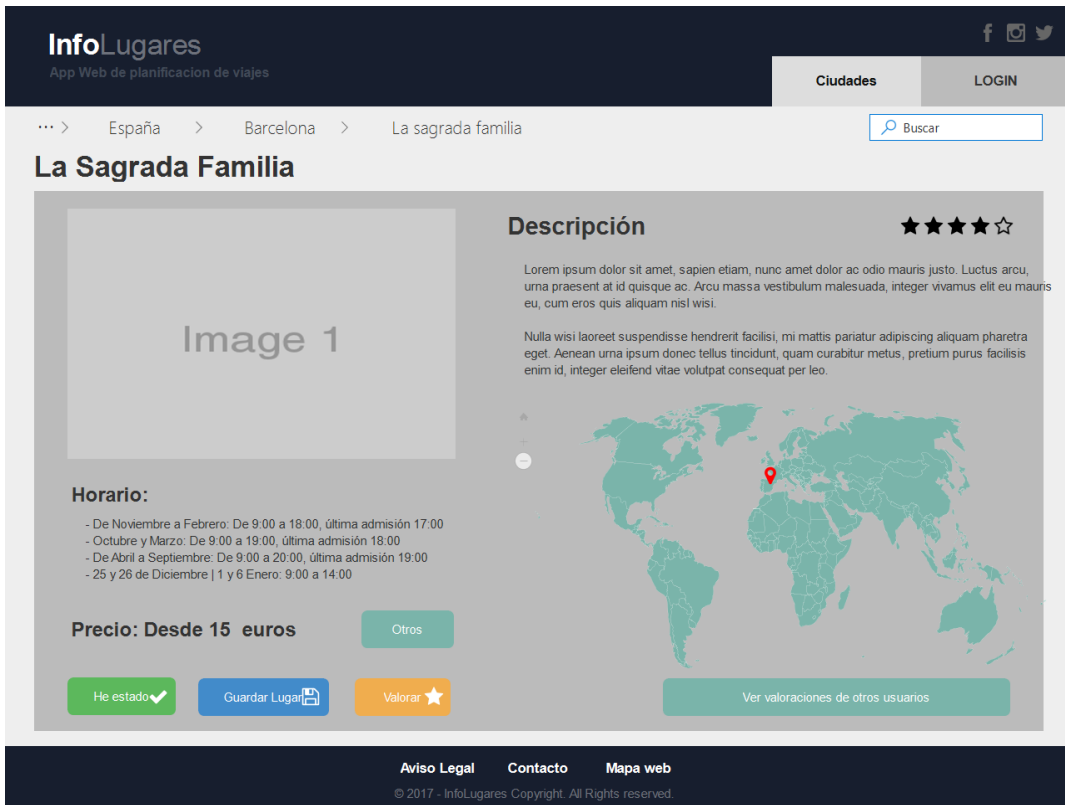 InfoLugares
App Web de planificacion de viajes
Ciudades LOGIN
··· > España > Barcelona > La sagrada familia
Buscar
La Sagrada Familia
Image 1
Horario:
- De Noviembre a Febrero: De 9:00 a 18:00, última admisión 17:00
- Octubre y Marzo: De 9:00 a 19:00, última admisión 18:00
- De Abril a Septiembre: De 9:00 a 20:00, última admisión 19:00
- 25 y 26 de Diciembre | 1 y 6 Enero: 9:00 a 14:00
Precio: Desde 15 euros
Otros
He estado
Guardar Lugar
Valorar
Descripción
Lorem ipsum dolor sit amet, sapien etiam, nunc amet dolor ac odio mauris justo. Luctus arcu,
urna praesent at id quisque ac. Arcu massa vestibulum malesuada, integer vivamus elit eu mauris
eu, cum eros quis aliquam nisl wisi.
Nulla wisi laoreet suspendisse hendrerit facilisi, mi mattis pariatur adipiscing aliquam pharetra
eget. Aenean urna ipsum donec tellus tincidunt, quam curabitur metus, pretium purus facilisis
enim id, integer eleifend vitae volutpat consequat per leo.
Ver valoraciones de otros usuarios
Aviso Legal Contacto Mapa web
© 2017 - InfoLugares Copyright. All Rights reserved.